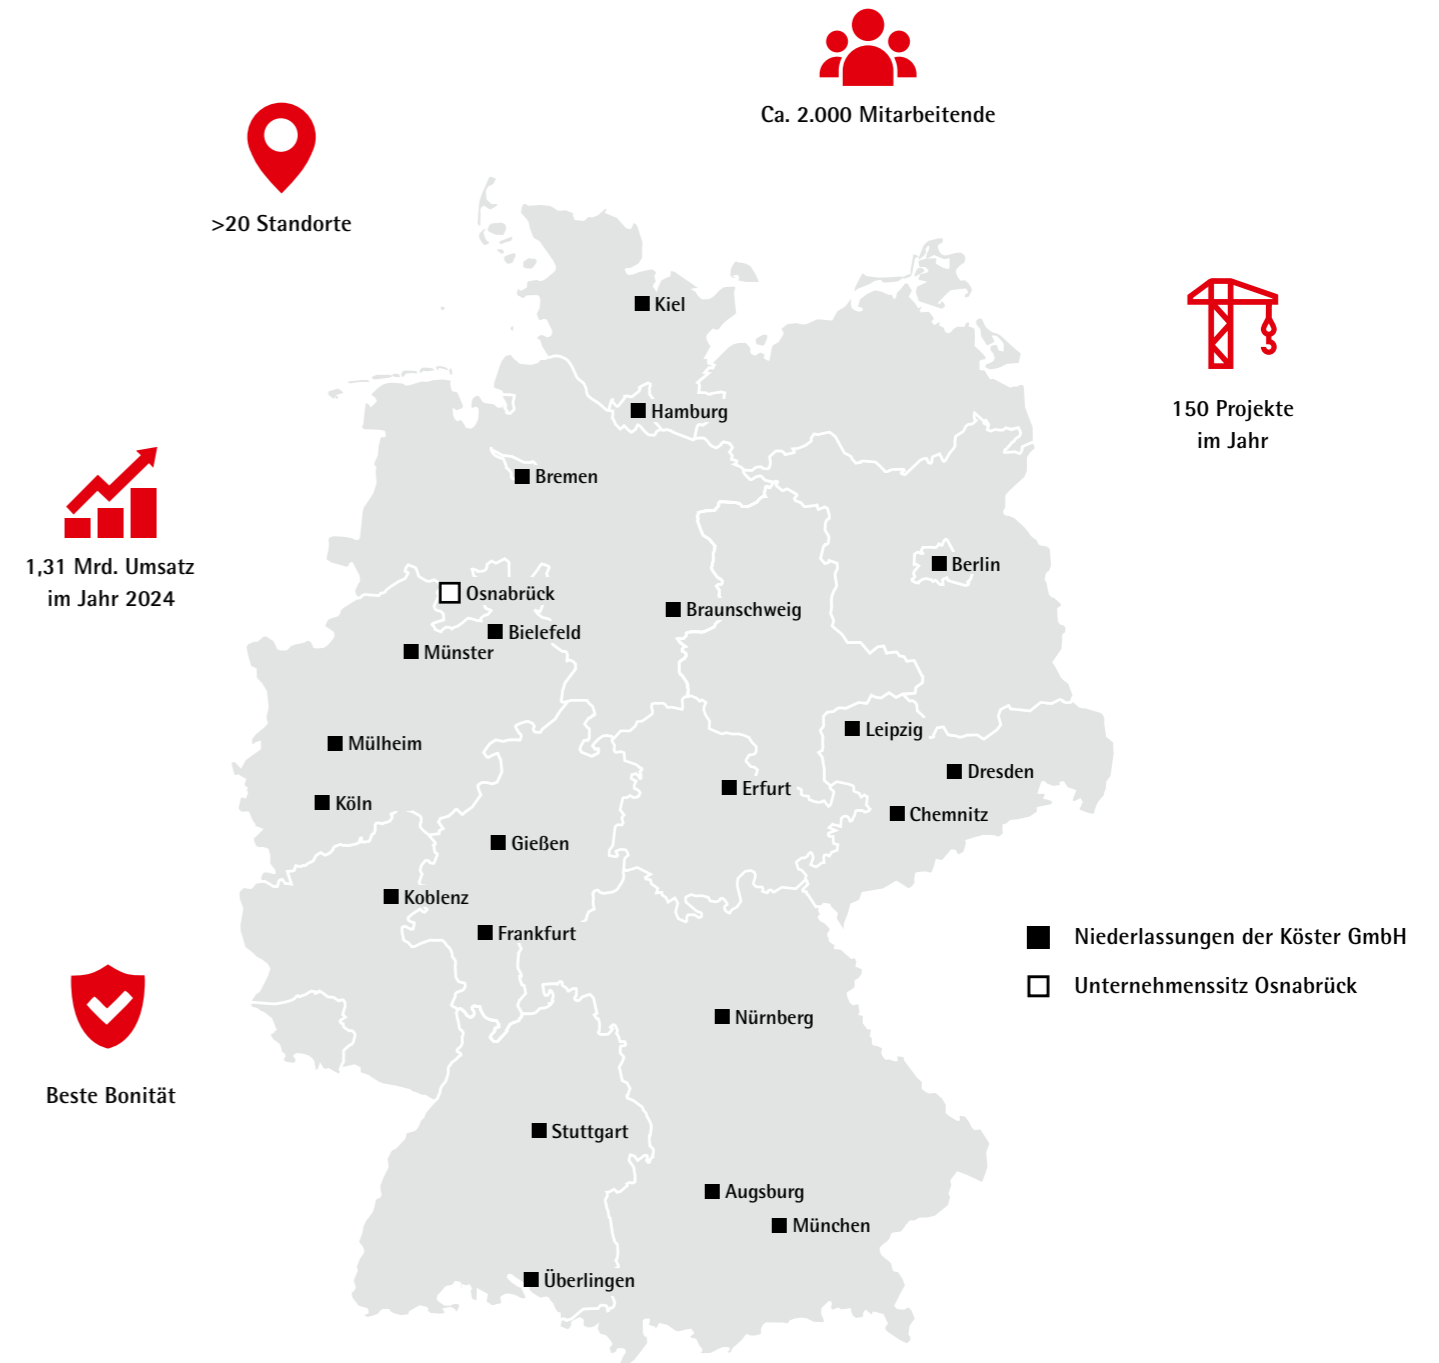 Ca. 2.000 Mitarbeitende
>20 Standorte
Kiel
150 Projekte
im Jahr
Hamburg
Bremen
1,31 Mrd. Umsatz
im Jahr 2024
Berlin
Osnabrück
Braunschweig
Bielefeld
Münster
Leipzig
Mülheim
Dresden
Erfurt
Köln
Chemnitz
Gießen
Koblenz
Frankfurt
Niederlassungen der Köster GmbH
Unternehmenssitz Osnabrück
Nürnberg
Beste Bonität
Stuttgart
Augsburg
München
Überlingen